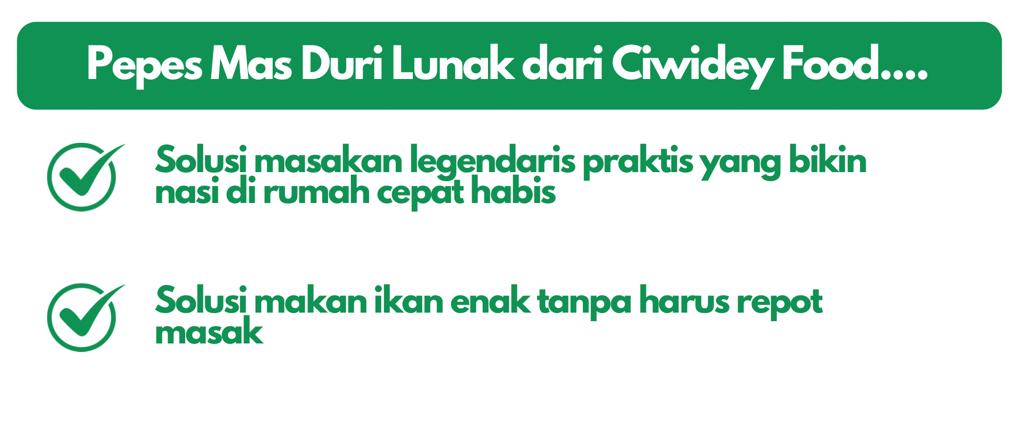 Pepes Mas Duri Lunak dari Ciwidey Food....
Solusi masakan legendaris praktis yang bikin
nasi di rumah cepat habis
Solusi makan ikan enak tanpa harus repot
masak